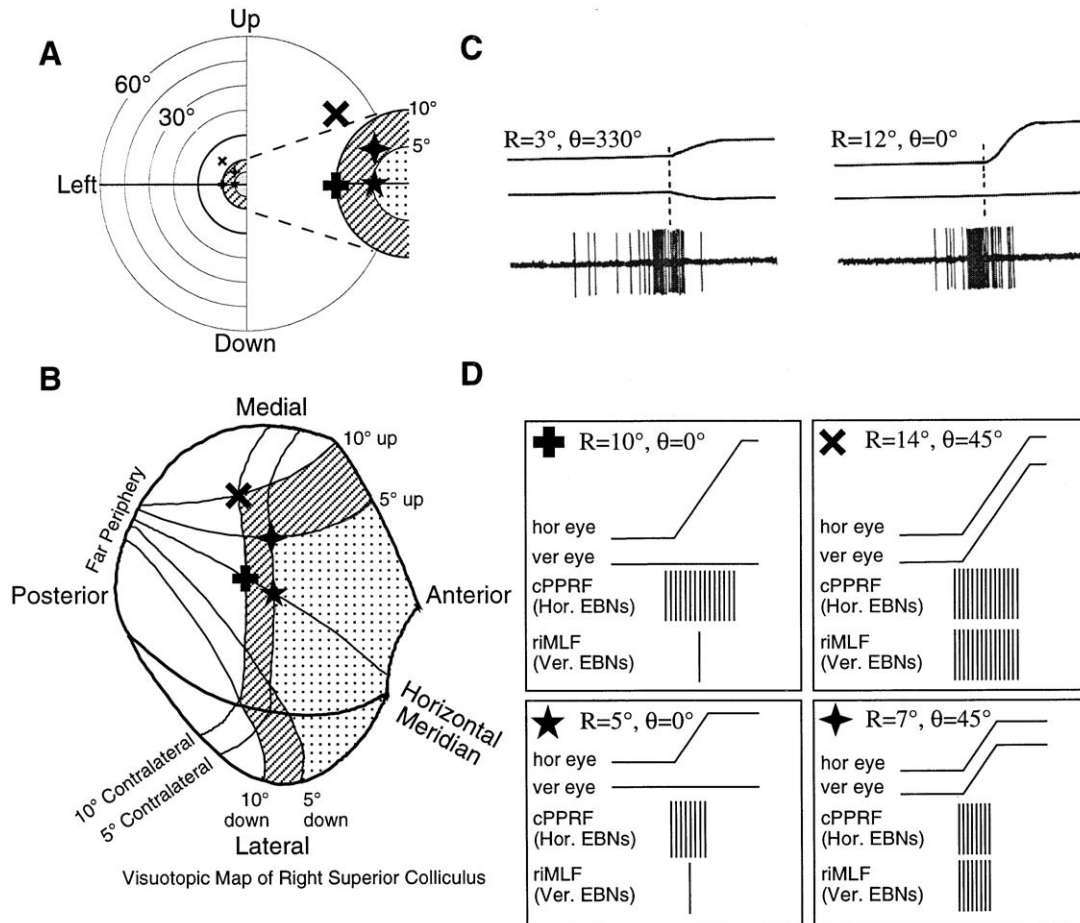 A
Up
60°
30°
10°
5°
Left
Down
C
R=3°, θ=330°
R=12°, θ=0°
B
Medial
10° up
5° up
Far Periphery
Posterior
Anterior
Horizontal
Meridian
10° Contralateral
5° Contralateral
10°
down
5°
down
Lateral
Visuotopic Map of Right Superior Colliculus
D
R=10°, θ=0°
hor eye
ver eye
cPPRF
(Hor. EBNs)
riMLF
(Ver. EBNs)
R=14°, θ=45°
hor eye
ver eye
cPPRF
(Hor. EBNs)
riMLF
(Ver. EBNs)
R=5°, θ=0°
hor eye
ver eye
cPPRF
(Hor. EBNs)
riMLF
(Ver. EBNs)
R=7°, θ=45°
hor eye
ver eye
cPPRF
(Hor. EBNs)
riMLF
(Ver. EBNs)